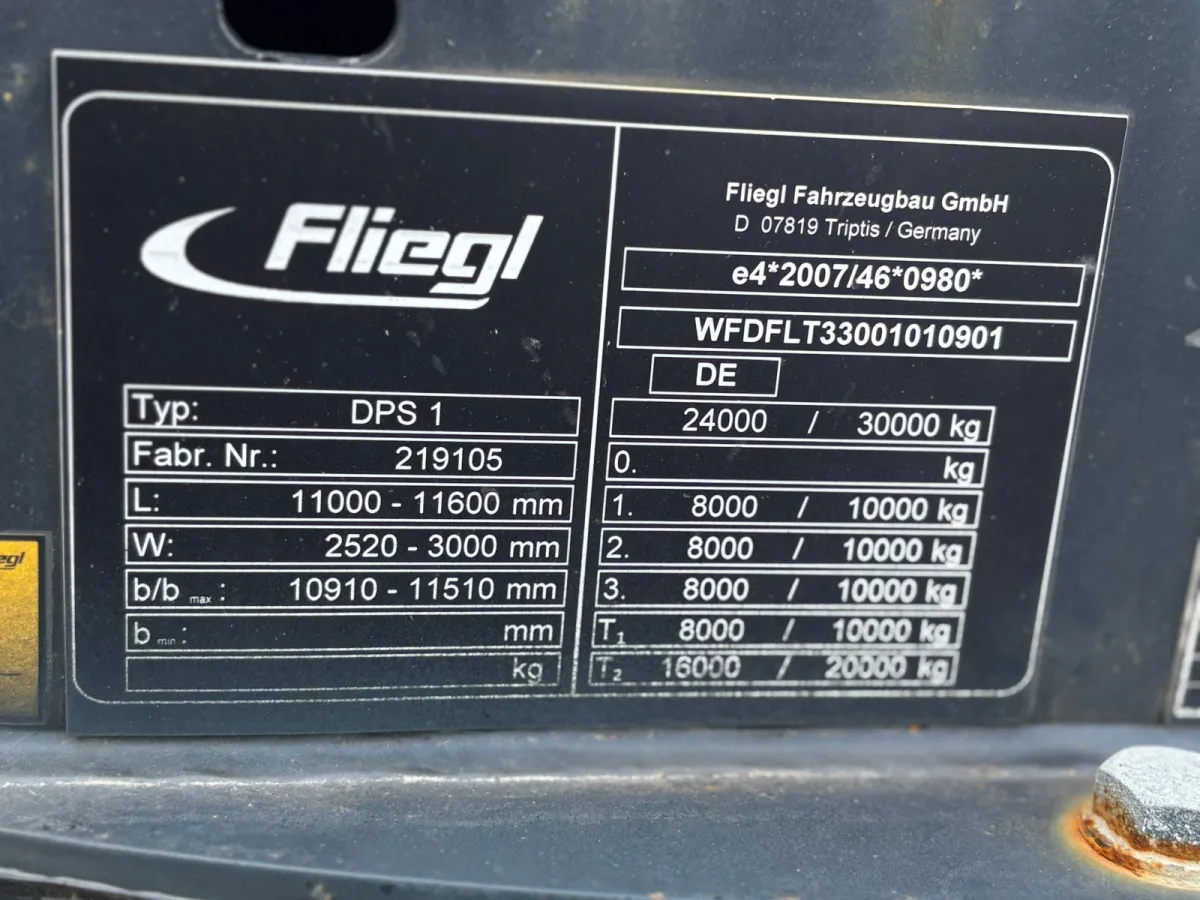 Fliegl
Typ: DPS 1
Fabr. Nr.: 219105
L: 11000 - 11600 mm
W: 2520 - 3000 mm
b/b max : 10910 - 11510 mm
b min : mm
kg
Fliegl Fahrzeugbau GmbH
D 07819 Triptis / Germany
e4*2007/46*0980*
WFDFLT33001010901
DE
24000 / 30000 kg
0. kg
1. 8000 / 10000 kg
2. 8000 / 10000 kg
3. 8000 / 10000 kg
T1 8000 / 10000 kg
T2 16000 / 20000 kg
egl